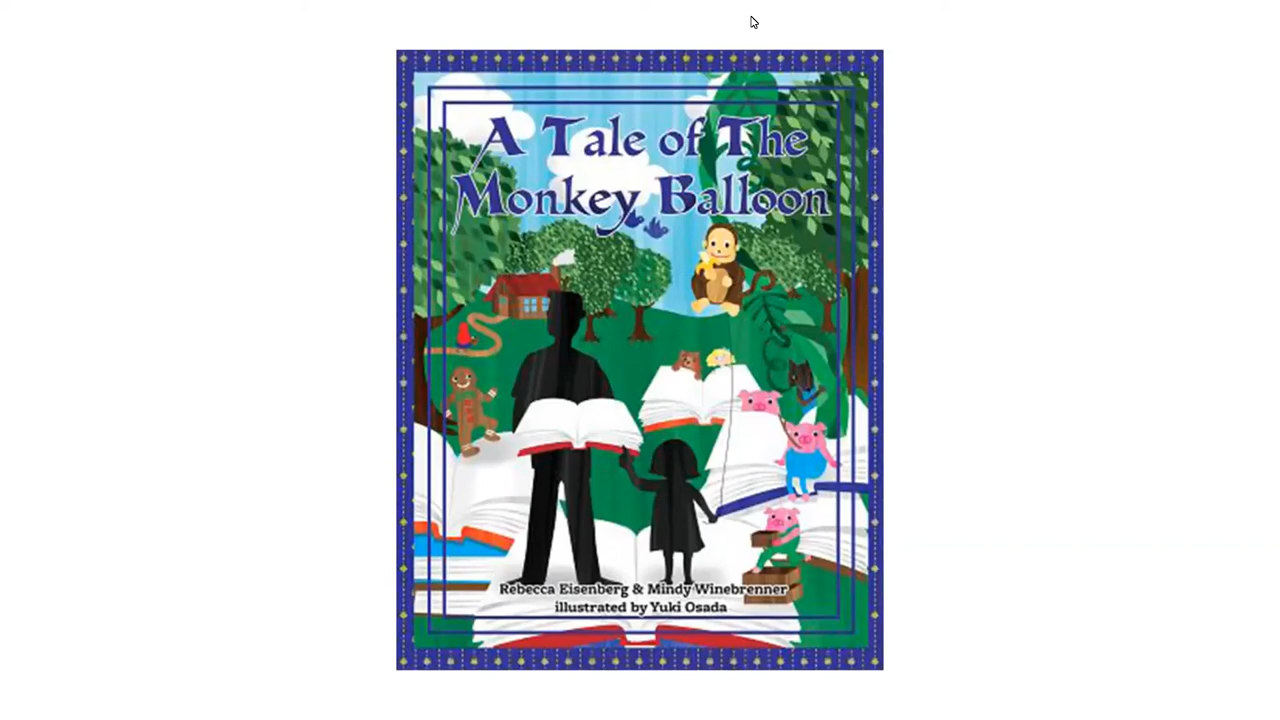 A Tale of The
Monkey Balloon
Rebecca Eisenberg & Mindy Winebrenner
illustrated by Yuki Osada